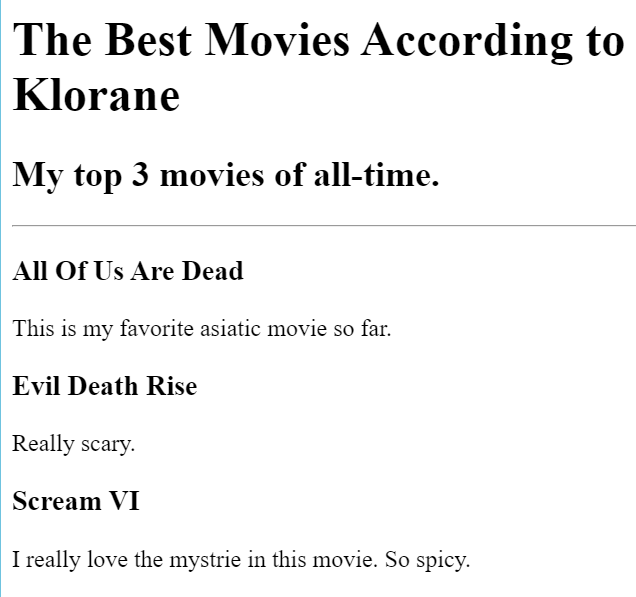 The Best Movies According to
Klorane
My top 3 movies of all-time.
All Of Us Are Dead
This is my favorite asiatic movie so far.
Evil Death Rise
Really scary.
Scream VI
I really love the mystrie in this movie. So spicy.